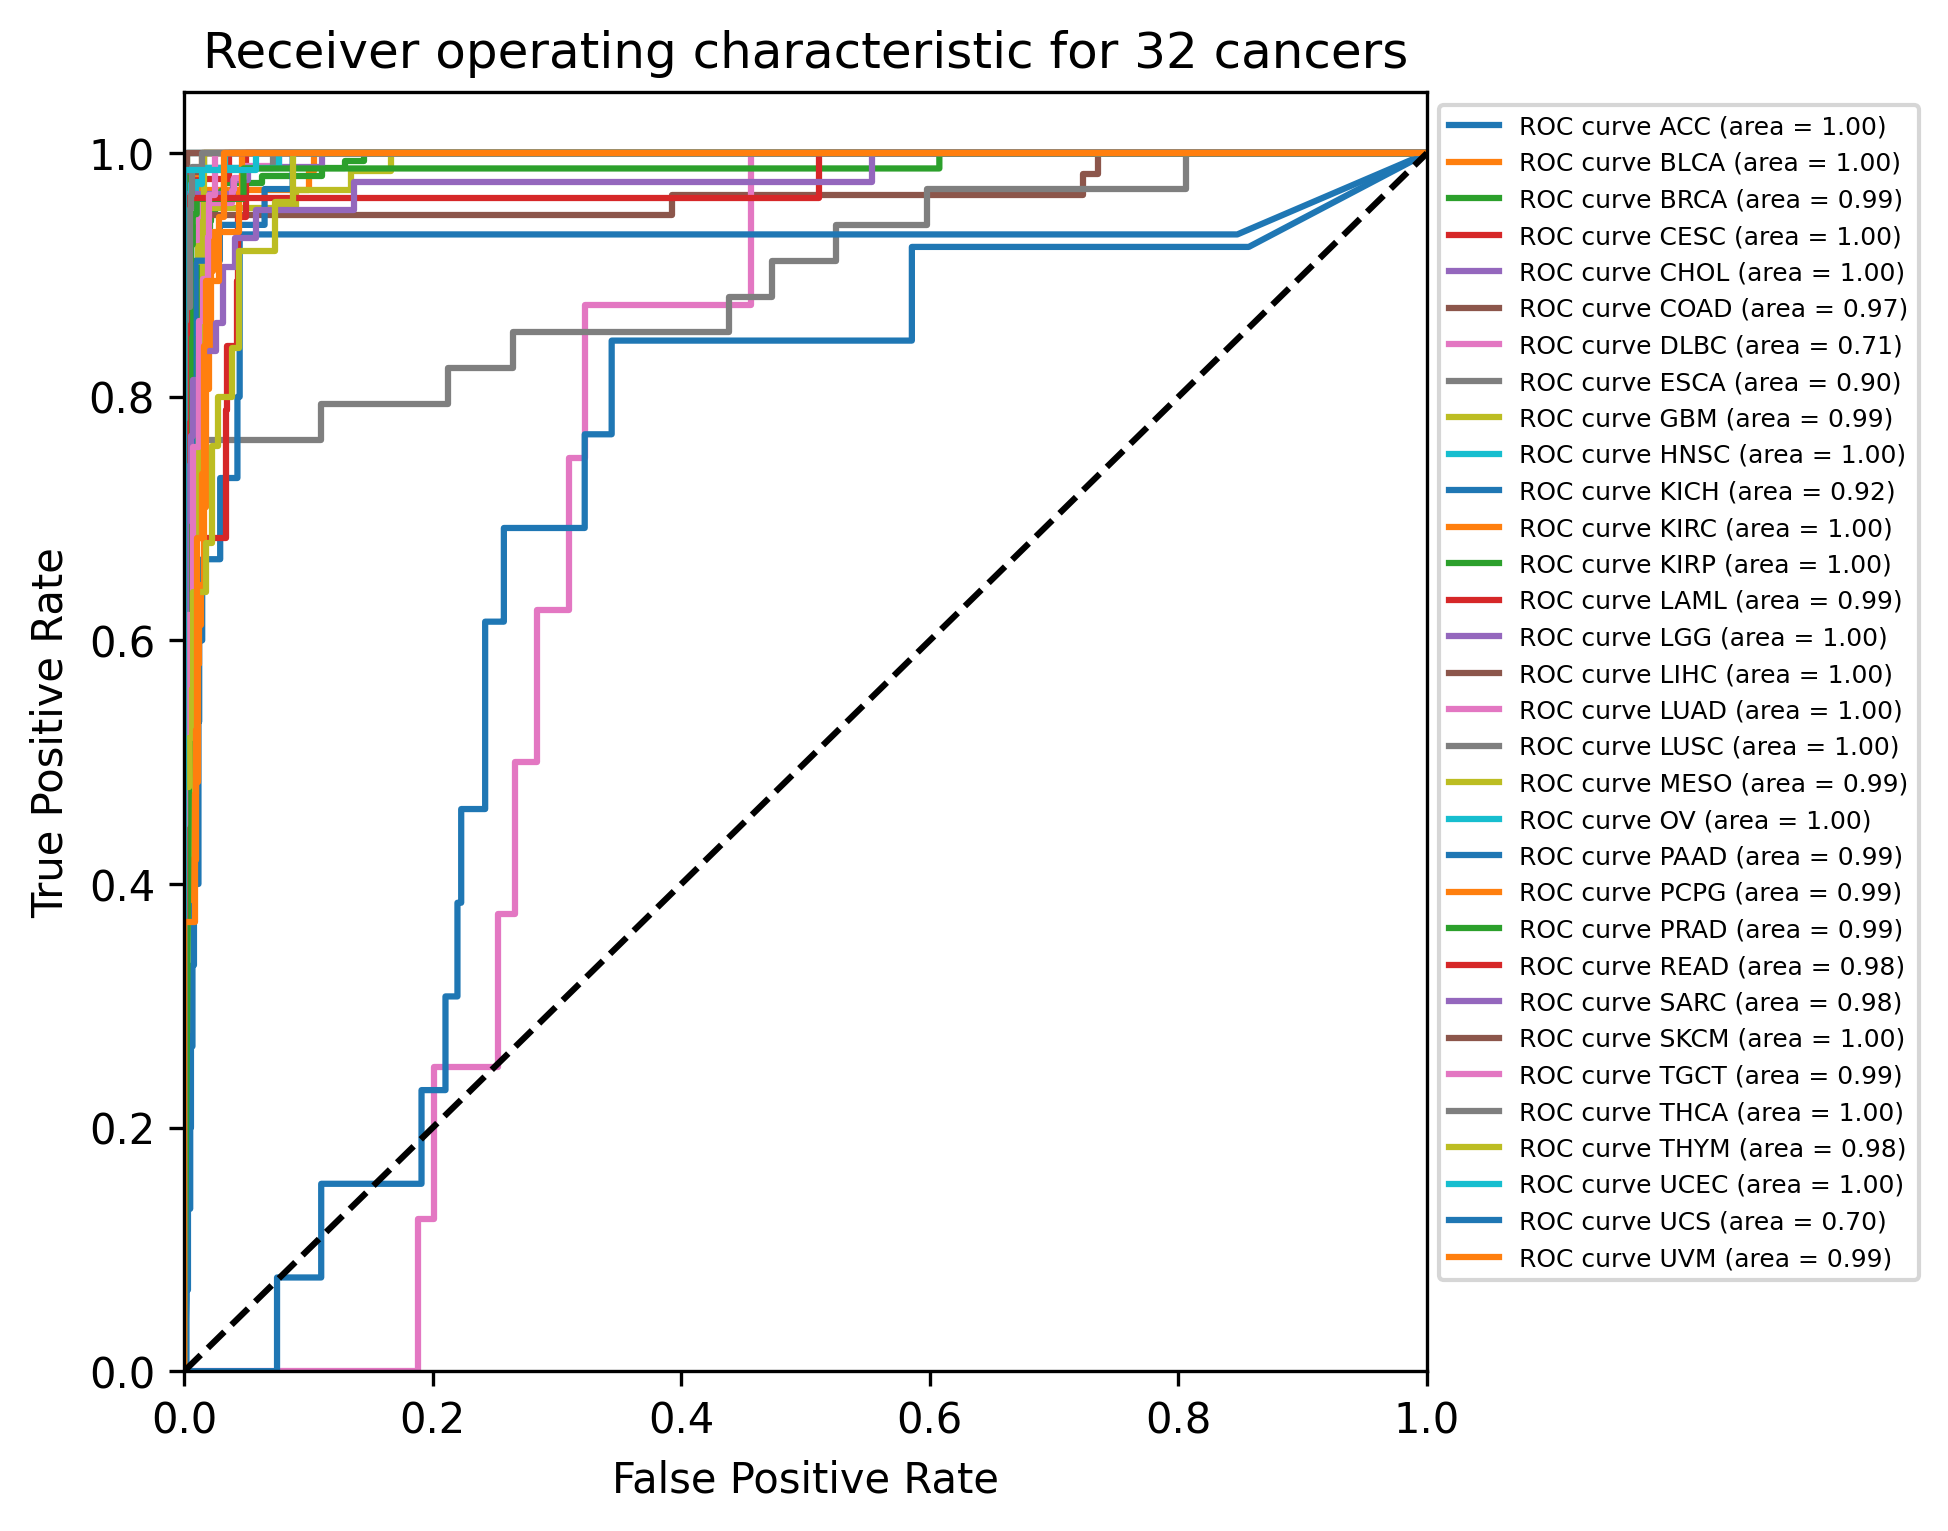 Receiver operating characteristic for 32 cancers
True Positive Rate
1.0
0.8
0.6
0.4
0.2
0.0
0.0 0.2 0.4 0.6 0.8 1.0
False Positive Rate
ROC curve ACC (area = 1.00)
ROC curve BLCA (area = 1.00)
ROC curve BRCA (area = 0.99)
ROC curve CESC (area = 1.00)
ROC curve CHOL (area = 1.00)
ROC curve COAD (area = 0.97)
ROC curve DLBC (area = 0.71)
ROC curve ESCA (area = 0.90)
ROC curve GBM (area = 0.99)
ROC curve HNSC (area = 1.00)
ROC curve KICH (area = 0.92)
ROC curve KIRC (area = 1.00)
ROC curve KIRP (area = 1.00)
ROC curve LAML (area = 0.99)
ROC curve LGG (area = 1.00)
ROC curve LIHC (area = 1.00)
ROC curve LUAD (area = 1.00)
ROC curve LUSC (area = 1.00)
ROC curve MESO (area = 0.99)
ROC curve OV (area = 1.00)
ROC curve PAAD (area = 0.99)
ROC curve PCPG (area = 0.99)
ROC curve PRAD (area = 0.99)
ROC curve READ (area = 0.98)
ROC curve SARC (area = 0.98)
ROC curve SKCM (area = 1.00)
ROC curve TGCT (area = 0.99)
ROC curve THCA (area = 1.00)
ROC curve THYM (area = 0.98)
ROC curve UCEC (area = 1.00)
ROC curve UCS (area = 0.70)
ROC curve UVM (area = 0.99)